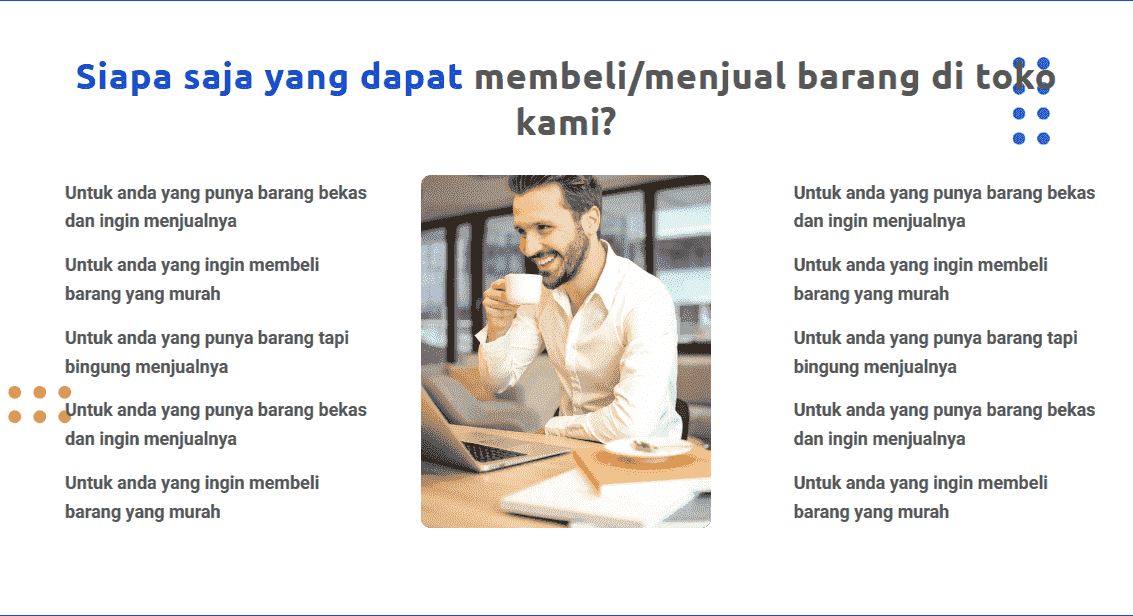 Siapa saja yang dapat membeli/menjual barang di toko
kami?
Untuk anda yang punya barang bekas
dan ingin menjualnya
Untuk anda yang ingin membeli
barang yang murah
Untuk anda yang punya barang tapi
bingung menjualnya
Untuk anda yang punya barang bekas
dan ingin menjualnya
Untuk anda yang ingin membeli
barang yang murah
Untuk anda yang punya barang bekas
dan ingin menjualnya
Untuk anda yang ingin membeli
barang yang murah
Untuk anda yang punya barang tapi
bingung menjualnya
Untuk anda yang punya barang bekas
dan ingin menjualnya
Untuk anda yang ingin membeli
barang yang murah